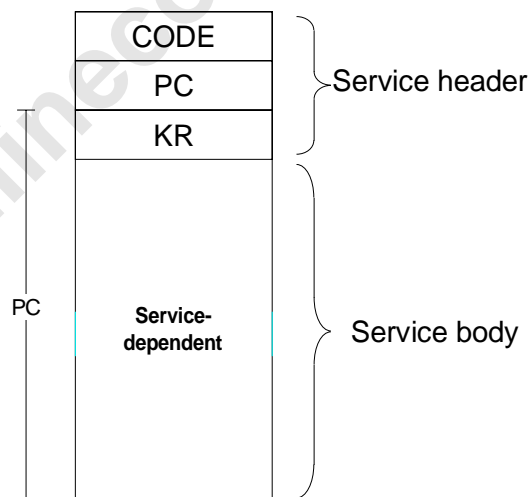 CODE
PC
Service header
KR
PC
Service-
dependent
Service body